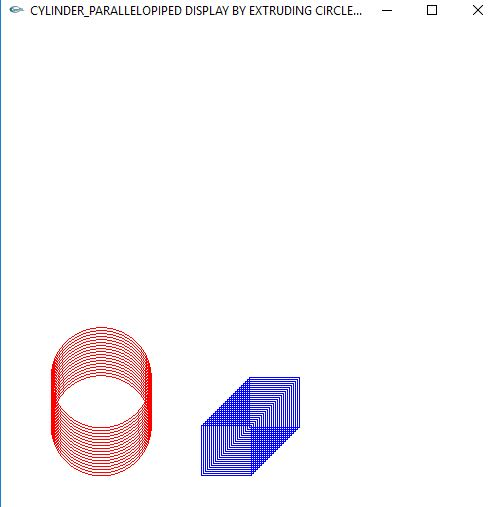 CYLINDER_PARALLELOPIPED DISPLAY BY EXTRUDING CIRCLE...